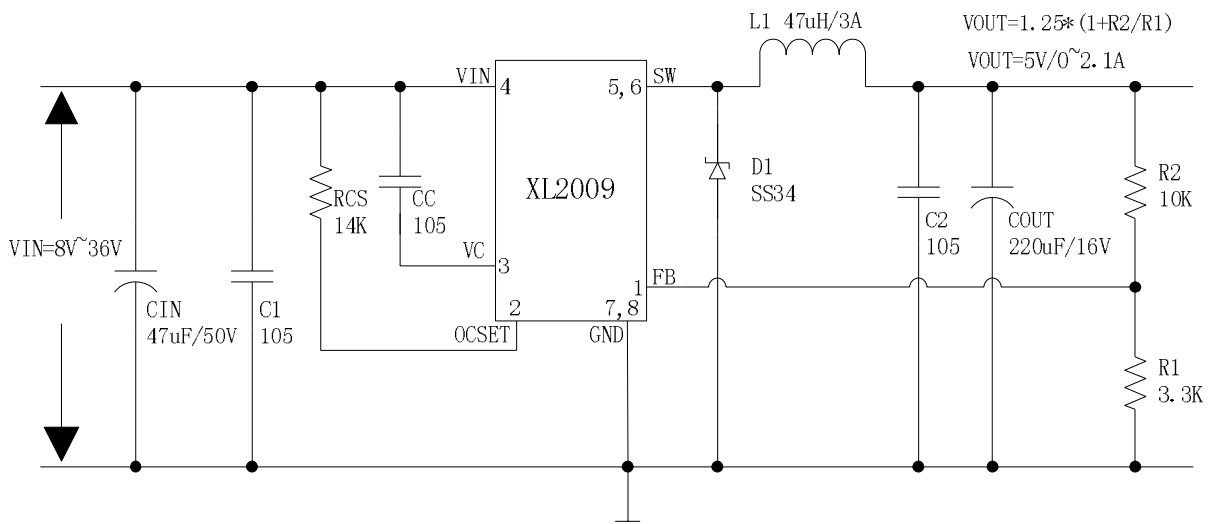 L1 47uH/3A
VOUT=1.25*(1+R2/R1)
VOUT=5V/0~2.1A
VIN
4
5,6
SW
XL2009
RCS
14K
CC
105
D1
SS34
R2
10K
C2
105
COUT
220uF/16V
VIN=8V~36V
VC
3
1
FB
CIN
47uF/50V
C1
105
2
7,8
OCSET
GND
R1
3.3K